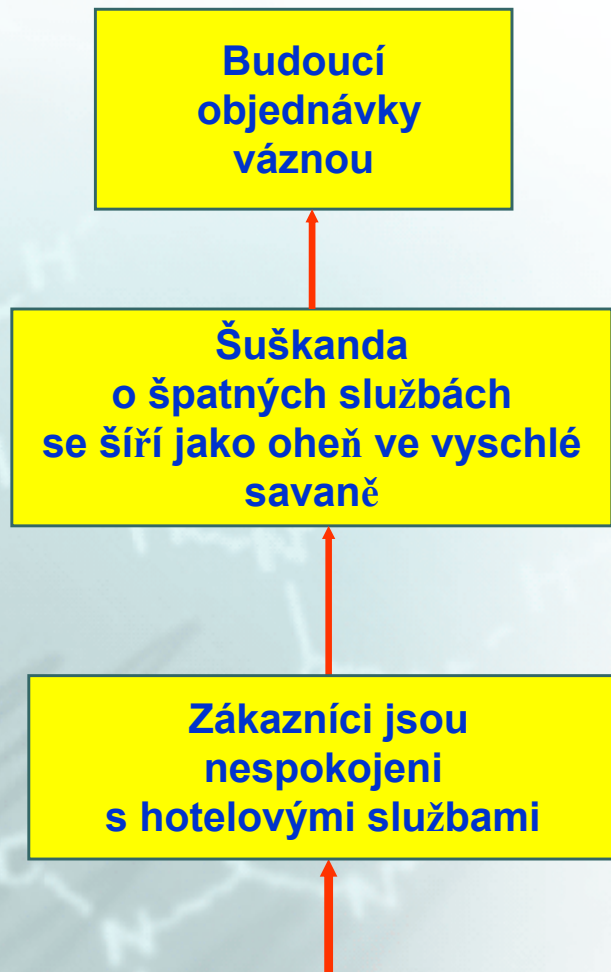 Budoucí
objednávky
váznou
Šuškanda
o špatných službách
se šíří jako oheň ve vyschlé
savaně
Zákazníci jsou
nespokojeni
s hotelovými službami
H
N
H
N
N